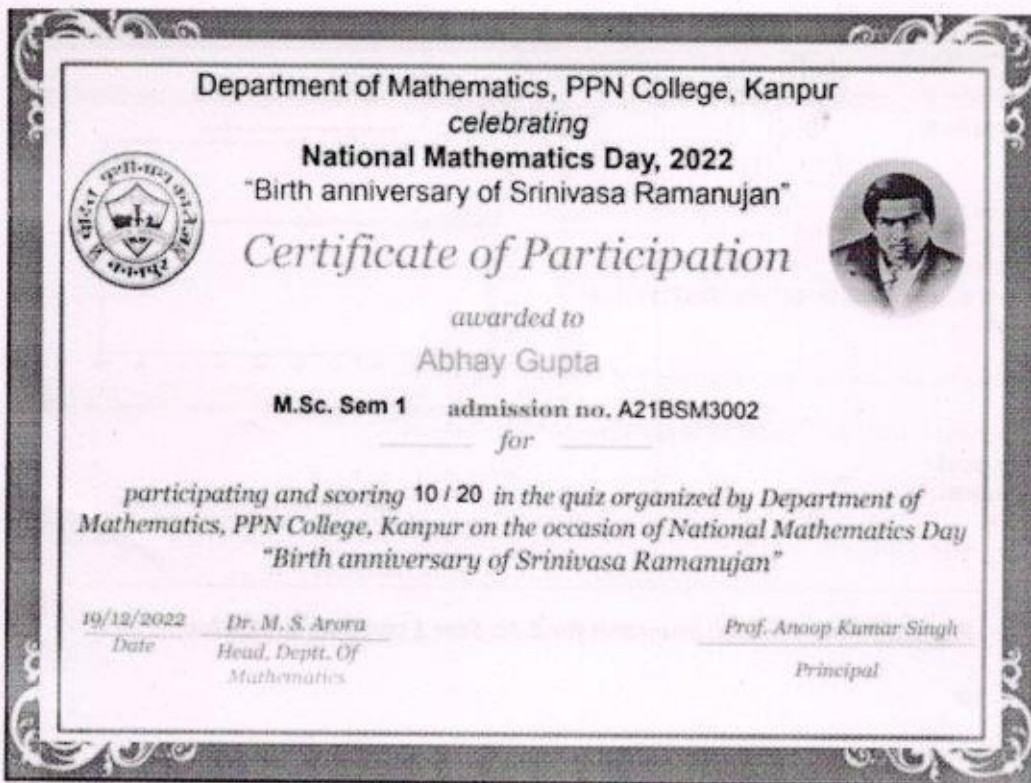 Department of Mathematics, PPN College, Kanpur
celebrating
National Mathematics Day, 2022
"Birth anniversary of Srinivasa Ramanujan"
Certificate of Participation
awarded to
Abhay Gupta
M.Sc. Sem 1 admission no. A21BSM3002
for
participating and scoring 10 / 20 in the quiz organized by Department of
Mathematics, PPN College, Kanpur on the occasion of National Mathematics Day
"Birth anniversary of Srinivasa Ramanujan"
19/12/2022
Date
Dr. M. S. Arora
Head, Deptt. Of
Mathematics
Prof. Anoop Kumar Singh
Principal